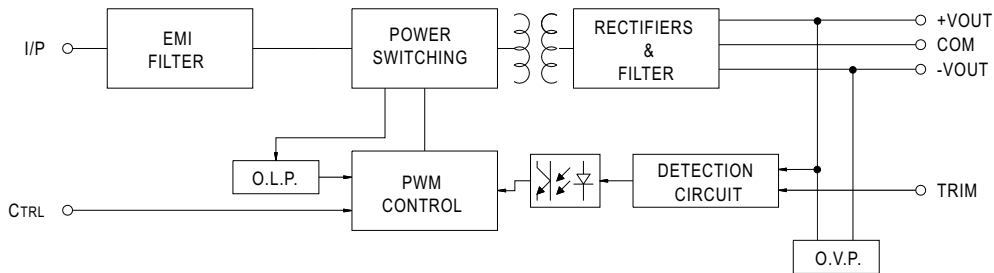 I/P
EMI
FILTER
POWER
SWITCHING
RECTIFIERS
&
FILTER
+VOUT
COM
-VOUT
O.L.P.
PWM
CONTROL
DETECTION
CIRCUIT
TRIM
CTRL
O.V.P.